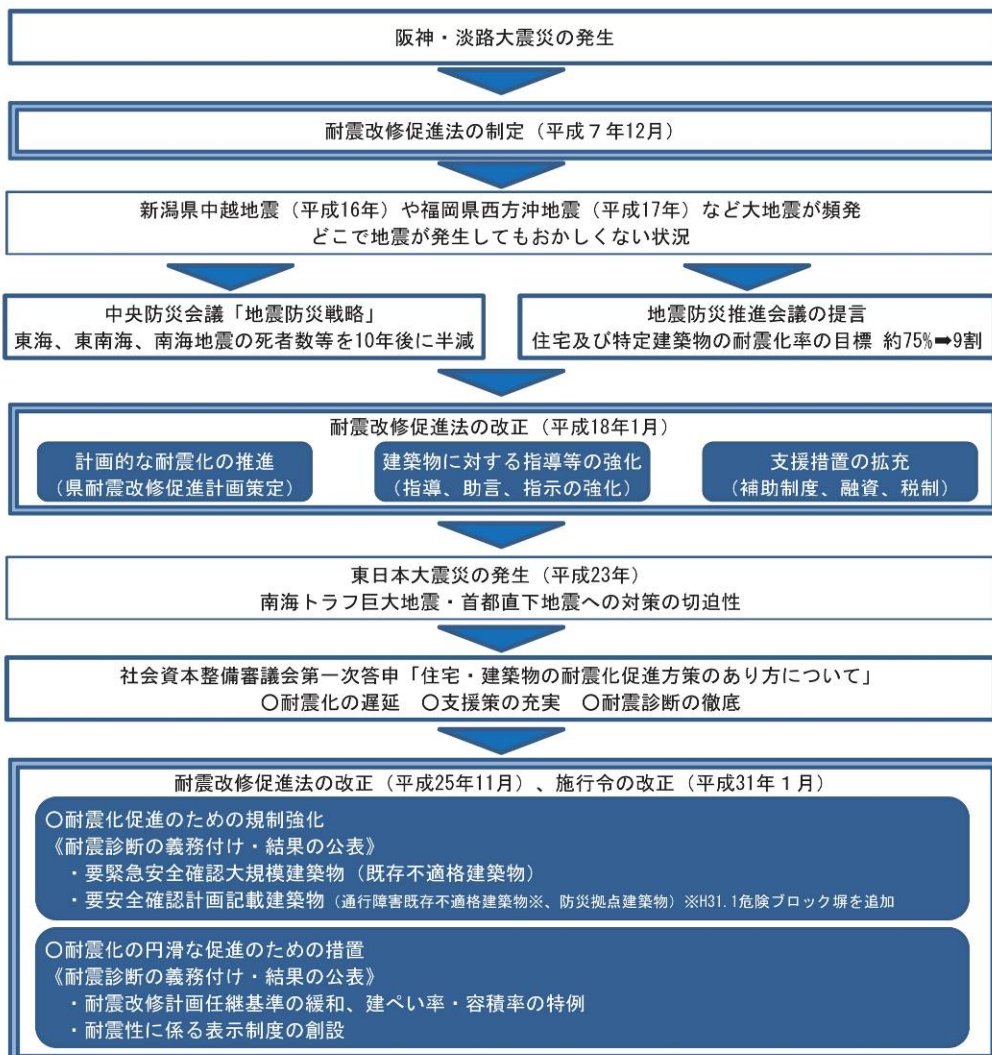 阪神・淡路大震災の発生
耐震改修促進法の制定（平成７年12月）
新潟県中越地震（平成16年）や福岡県西方沖地震（平成17年）など大地震が頻発
どこで地震が発生してもおかしくない状況
中央防災会議「地震防災戦略」
東海、東南海、南海地震の死者数等を10年後に半減
地震防災推進会議の提言
住宅及び特定建築物の耐震化率の目標 約75%➡9割
耐震改修促進法の改正（平成18年1月）
計画的な耐震化の推進
（県耐震改修促進計画策定）
建築物に対する指導等の強化
（指導、助言、指示の強化）
支援措置の拡充
（補助制度、融資、税制）
東日本大震災の発生（平成23年）
南海トラフ巨大地震・首都直下地震への対策の切迫性
社会資本整備審議会第一次答申「住宅・建築物の耐震化促進方策のあり方について」
〇耐震化の遅延　〇支援策の充実　〇耐震診断の徹底
耐震改修促進法の改正（平成25年11月）、施行令の改正（平成31年１月）
〇耐震化促進のための規制強化
《耐震診断の義務付け・結果の公表》
・要緊急安全確認大規模建築物（既存不適格建築物）
・要安全確認計画記載建築物（通行障害既存不適格建築物※、防災拠点建築物）※H31.1危険ブロック塀を追加
〇耐震化の円滑な促進のための措置
《耐震診断の義務付け・結果の公表》
・耐震改修計画任継基準の緩和、建ぺい率・容積率の特例
・耐震性に係る表示制度の創設